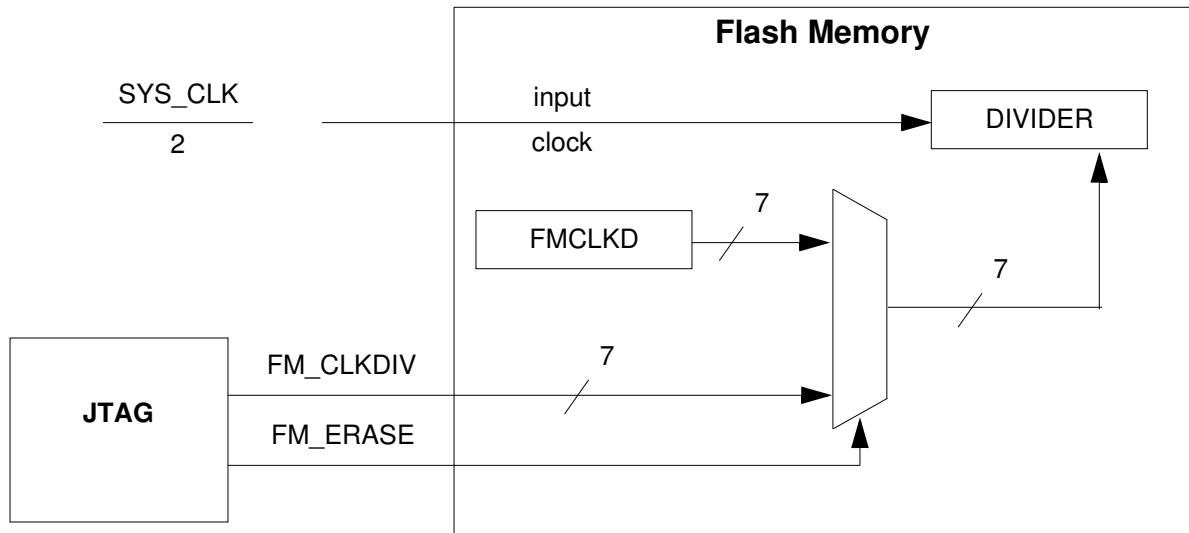 Flash Memory
SYS_CLK
2
input
clock
DIVIDER
FMCLKD
7
7
JTAG
FM_CLKDIV
7
FM_ERASE